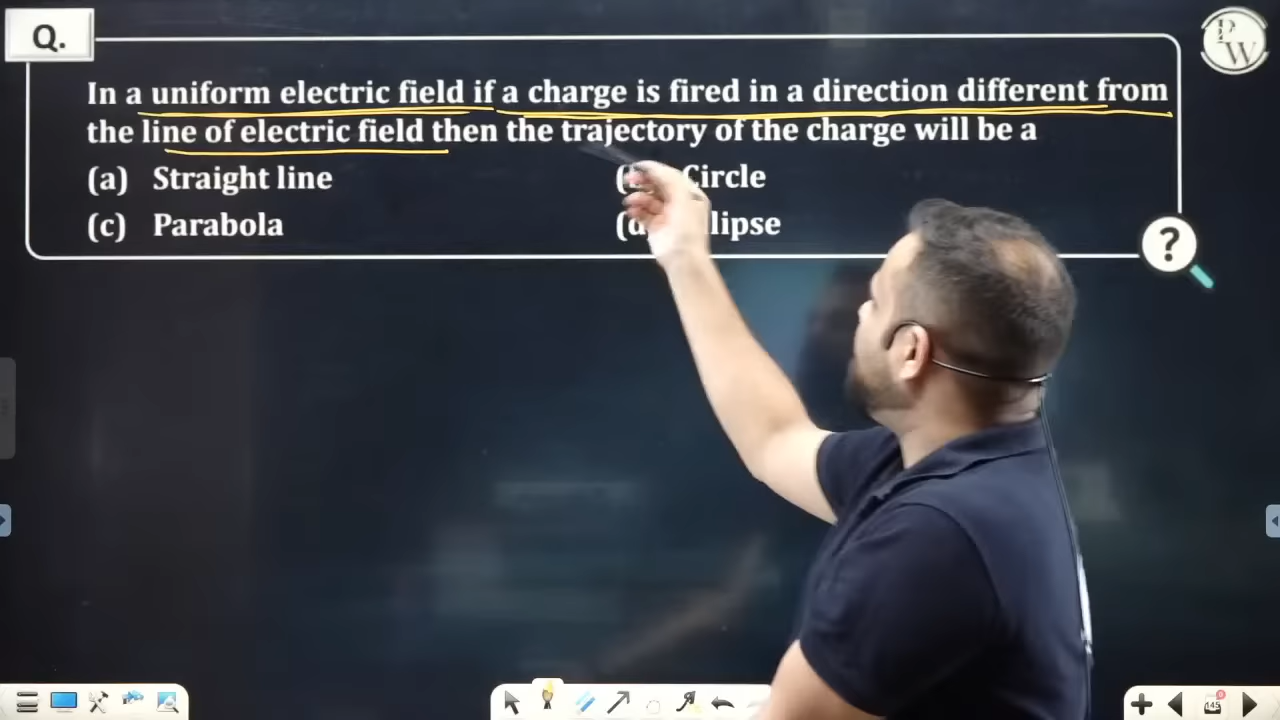 Q.
P
W
In a uniform electric field if a charge is fired in a direction different from
the line of electric field then the trajectory of the charge will be a
(a) Straight line
Circle
(c) Parabola
(d
lipse
?
145